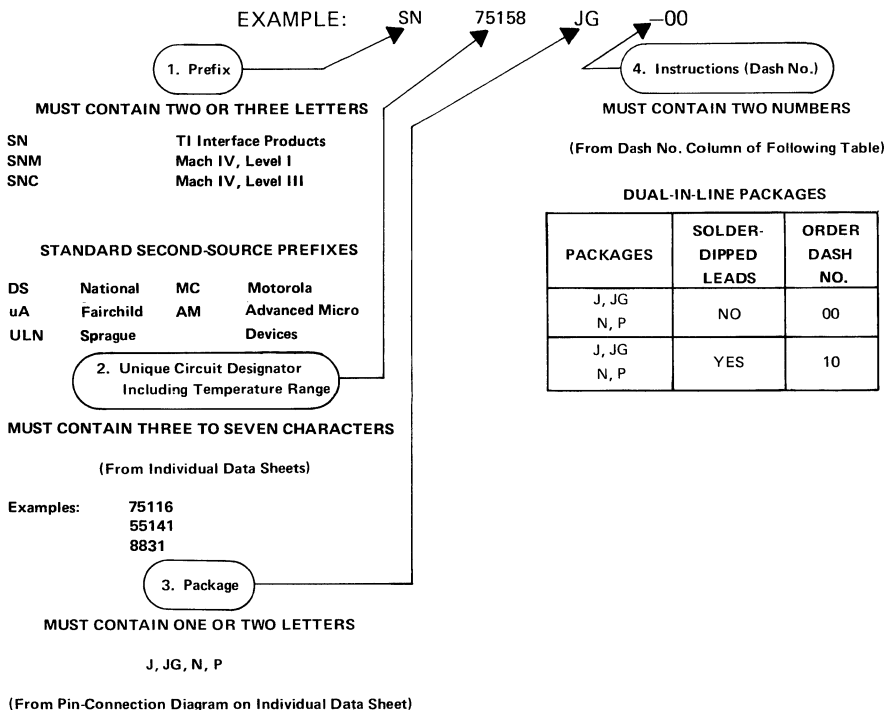 EXAMPLE: SN 75158 JG –00
1. Prefix
MUST CONTAIN TWO OR THREE LETTERS
SN TI Interface Products
SNM Mach IV, Level I
SNC Mach IV, Level III
STANDARD SECOND-SOURCE PREFIXES
DS National MC Motorola
uA Fairchild AM Advanced Micro
ULN Sprague Devices
2. Unique Circuit Designator
Including Temperature Range
MUST CONTAIN THREE TO SEVEN CHARACTERS
(From Individual Data Sheets)
Examples: 75116
55141
8831
3. Package
MUST CONTAIN ONE OR TWO LETTERS
J, JG, N, P
(From Pin-Connection Diagram on Individual Data Sheet)
4. Instructions (Dash No.)
MUST CONTAIN TWO NUMBERS
(From Dash No. Column of Following Table)
DUAL-IN-LINE PACKAGES
PACKAGES SOLDER- ORDER
DIPPED DASH
LEADS NO.
J, JG
N, P NO 00
J, JG
N, P YES 10